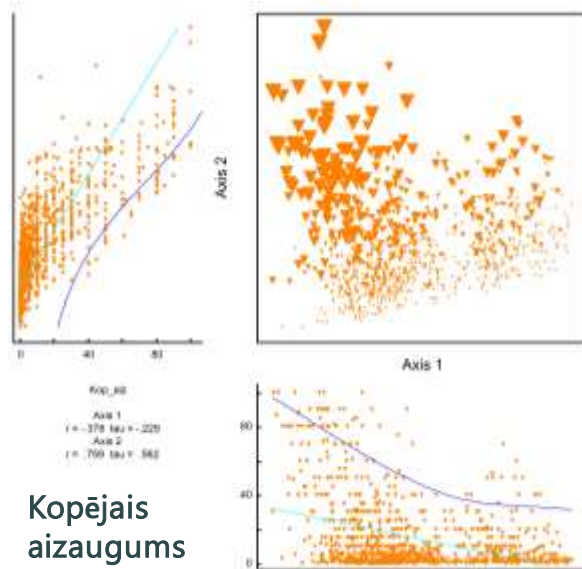 Axis 2
0 40 80
Axis 1
Kop_aiz
Axis 1
r = -.378 tau = -.220
Axis 2
r = .769 tau = .562
80
40
0
Kopējais
aizaugums